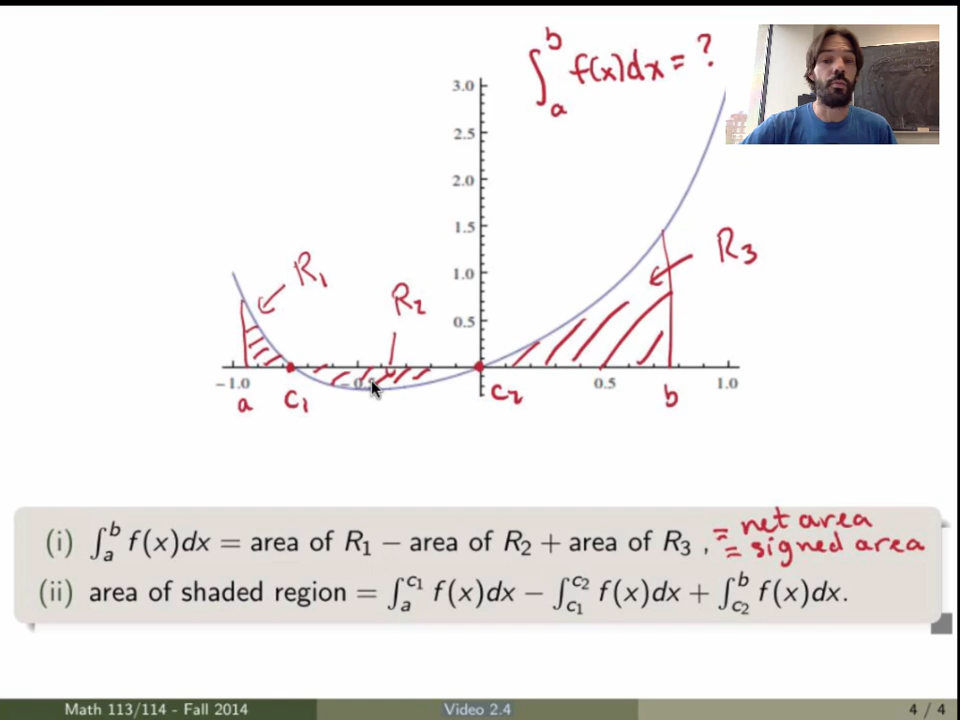 ∫_a^b f(x)dx = ?
3.0
2.5
2.0
1.5
1.0
0.5
R₁
R₂
R₃
−1.0
0.5
1.0
a
c₁
c₂
b
(i) ∫_a^b f(x)dx = area of R₁ − area of R₂ + area of R₃ , = net area
= signed area
(ii) area of shaded region = ∫_a^{c₁} f(x)dx − ∫_{c₁}^{c₂} f(x)dx + ∫_{c₂}^b f(x)dx.
Math 113/114 - Fall 2014
Video 2.4
4 / 4